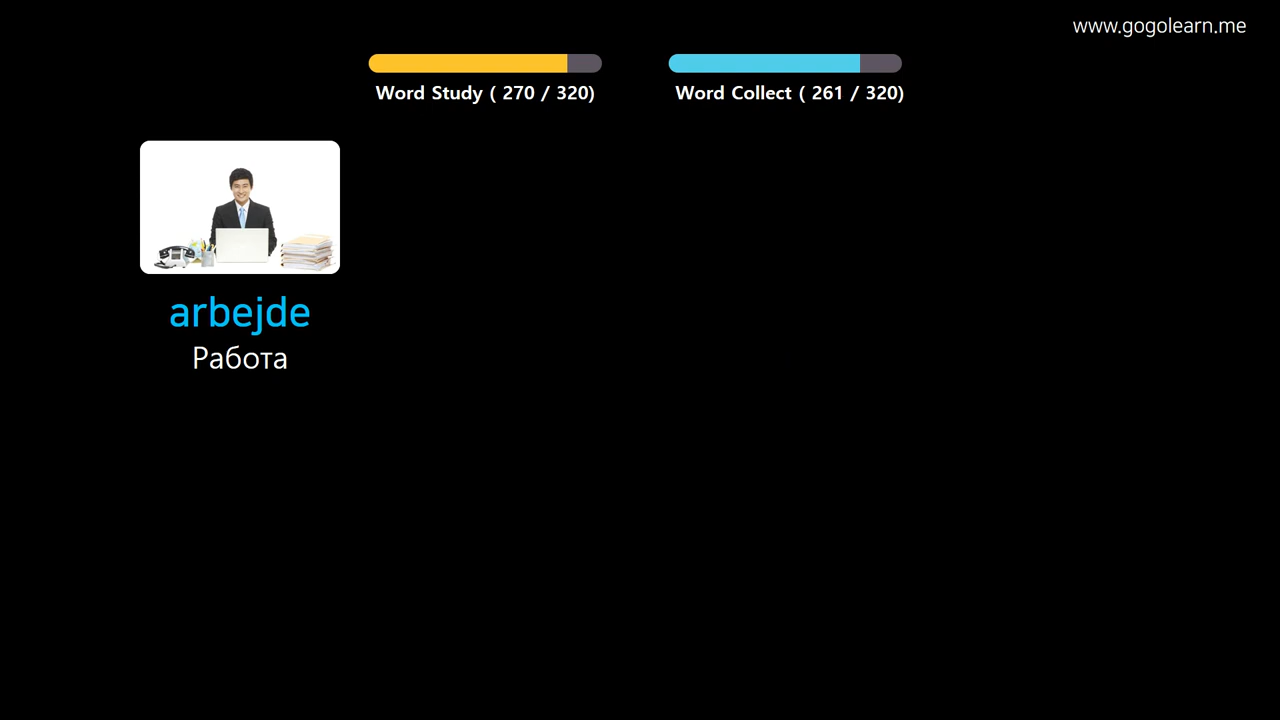 www.gogolearn.me
Word Study ( 270 / 320)
Word Collect ( 261 / 320)
arbejde
Работа